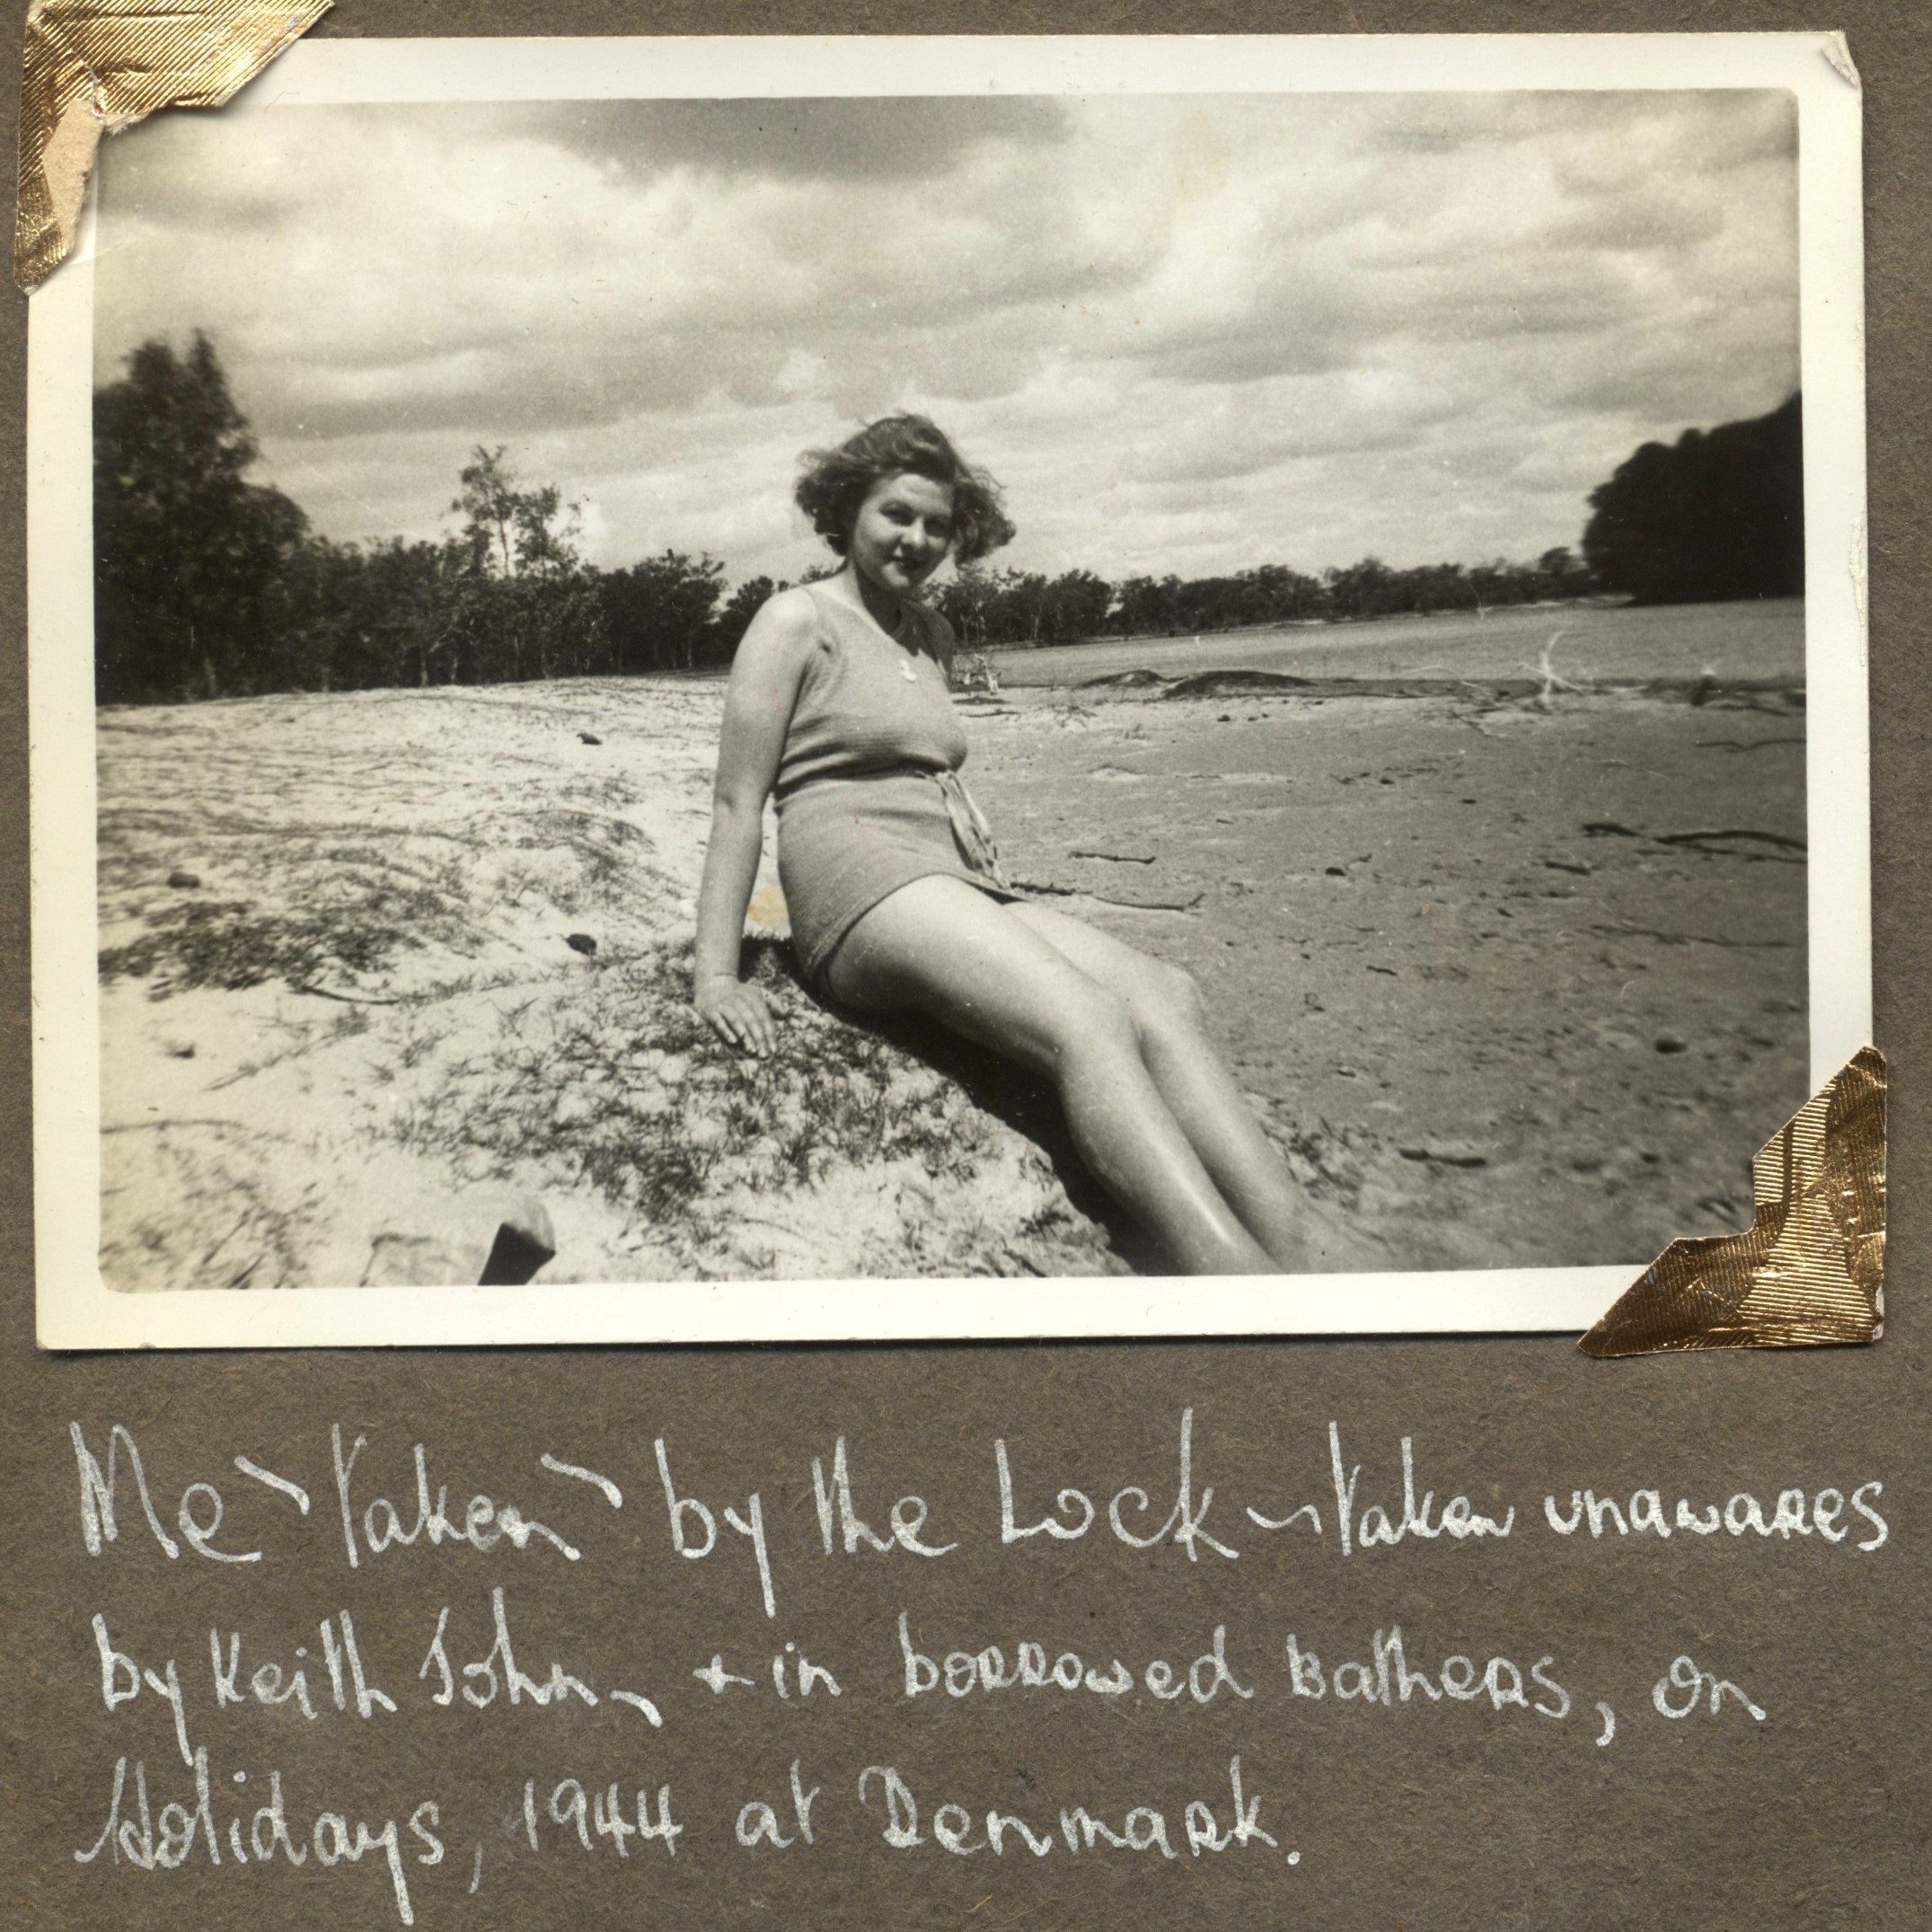 Me "taken" by the Lock ~ taken unawares
by Keith John, + in borrowed bathers, on
Holidays, 1944 at Denmark.